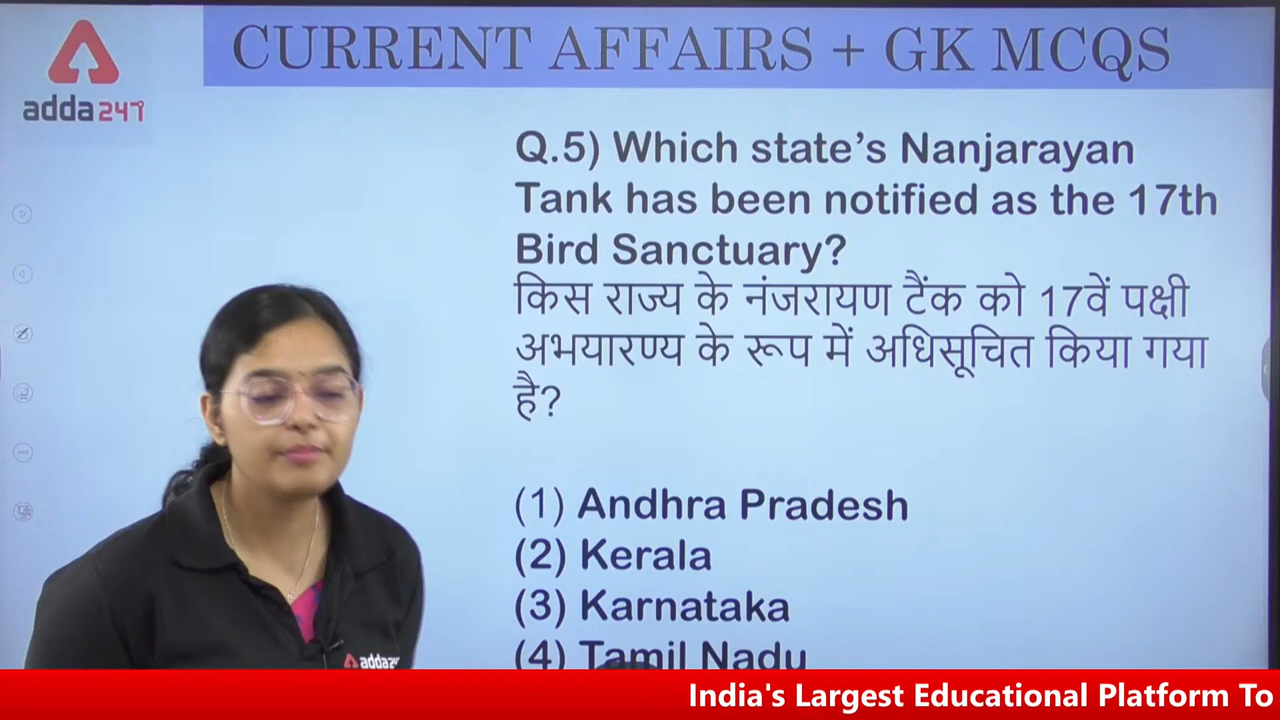 CURRENT AFFAIRS + GK MCQS
adda247
Q.5) Which state's Nanjarayan
Tank has been notified as the 17th
Bird Sanctuary?
किस राज्य के नंजरायण टैंक को 17वें पक्षी
अभयारण्य के रूप में अधिसूचित किया गया
है?
(1) Andhra Pradesh
(2) Kerala
(3) Karnataka
(4) Tamil Nadu
adda24
India's Largest Educational Platform To